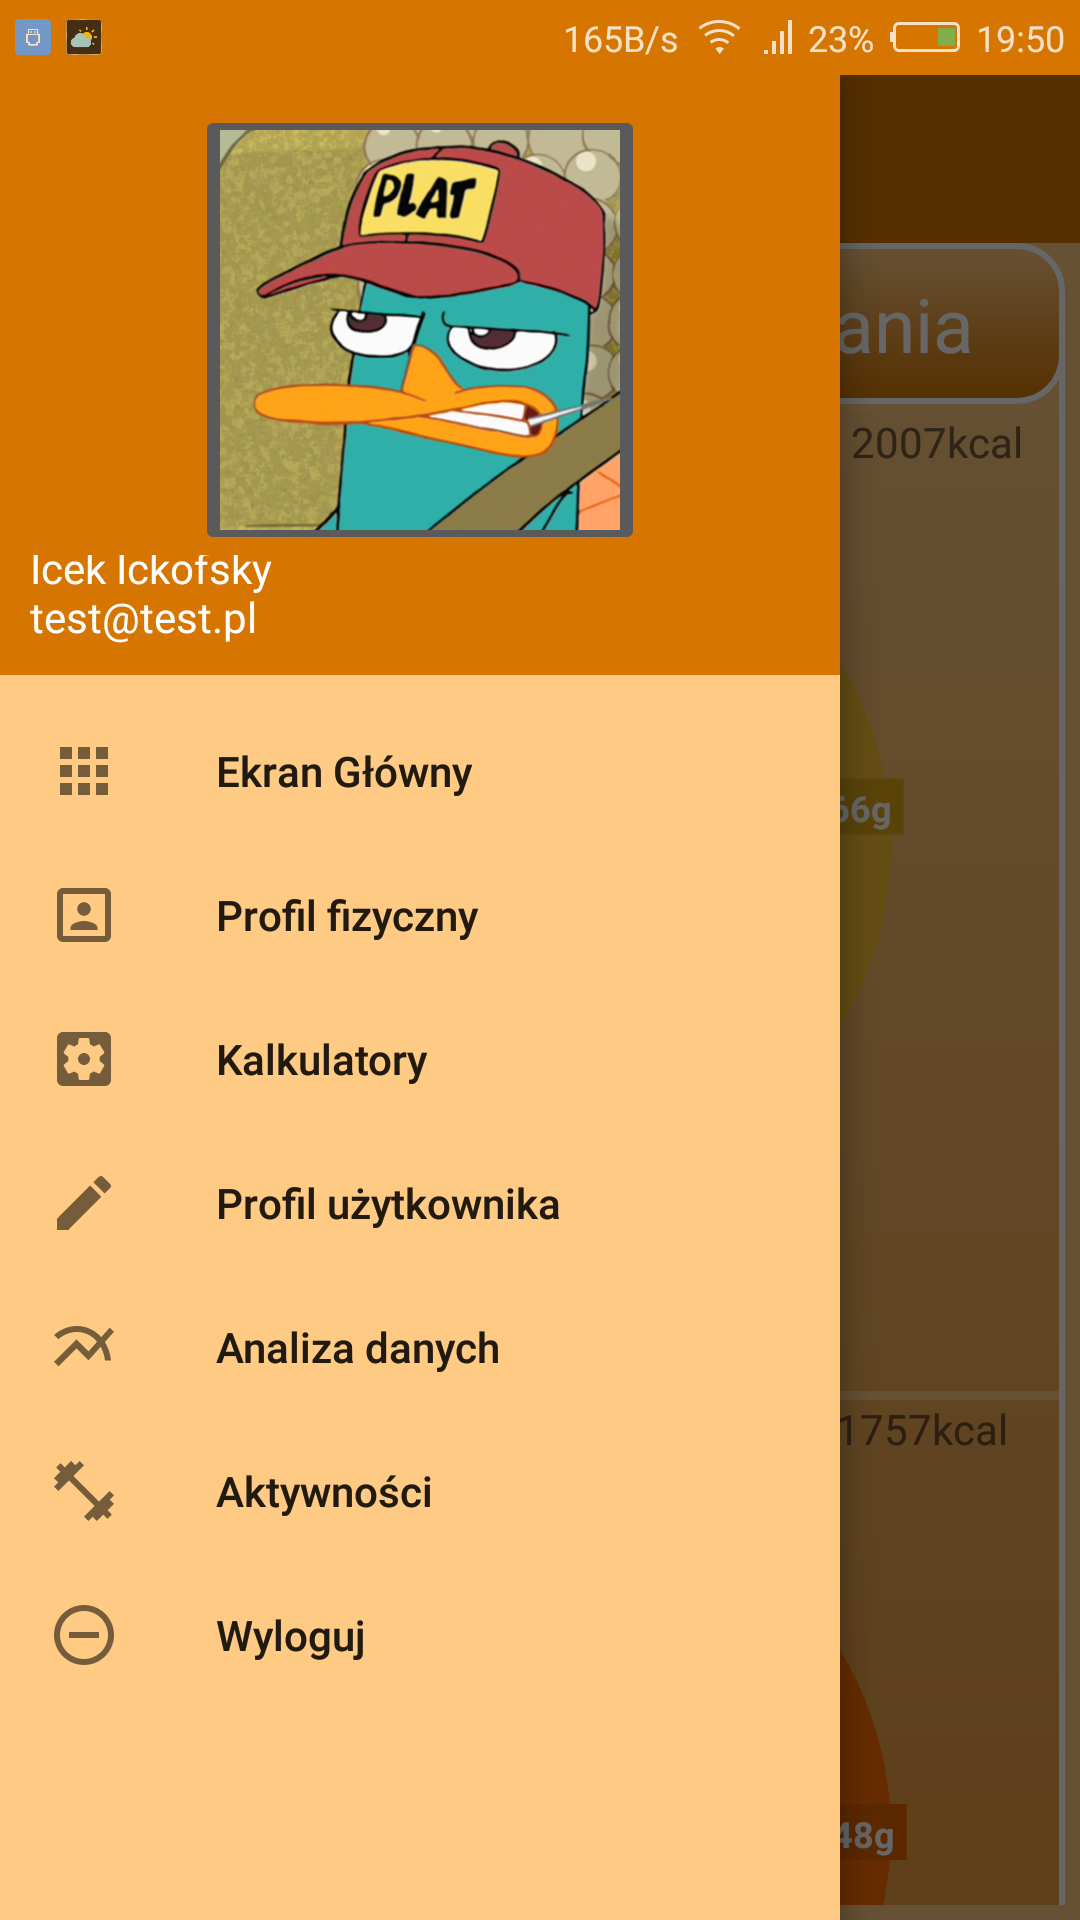 165B/s 23% 19:50
PLAT
Icek Ickofsky
test@test.pl
ania
2007kcal
Ekran Główny
66g
Profil fizyczny
Kalkulatory
Profil użytkownika
Analiza danych
1757kcal
Aktywności
Wyloguj
48g